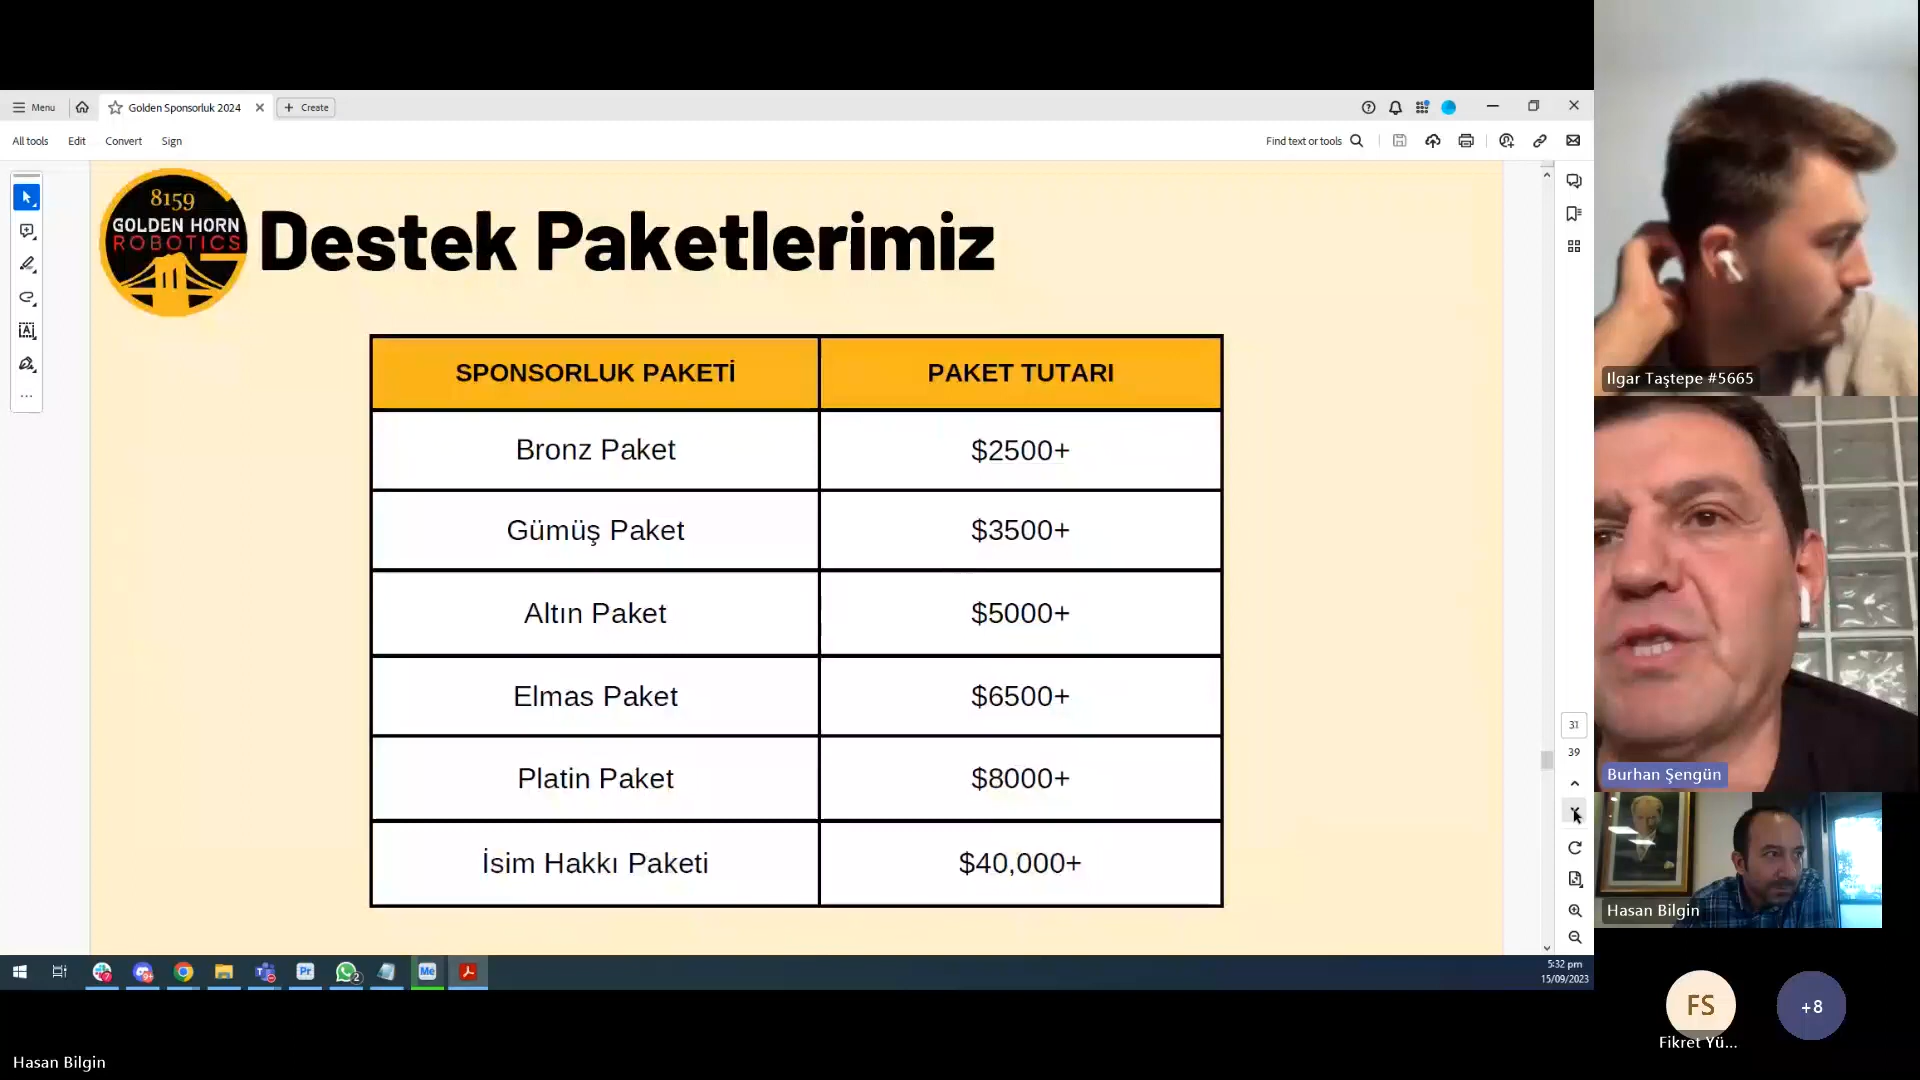 Menu
Golden Sponsorluk 2024
Create
All tools
Edit
Convert
Sign
Find text or tools
8159
GOLDEN HORN
ROBOTICS
Destek Paketlerimiz
SPONSORLUK PAKETİ
PAKET TUTARI
Bronz Paket
$2500+
Gümüş Paket
$3500+
Altın Paket
$5000+
Elmas Paket
$6500+
Platin Paket
$8000+
İsim Hakkı Paketi
$40,000+
31
39
Pr
2
Me
5:32 pm
15/09/2023
Ilgar Taştepe #5665
Burhan Şengün
Hasan Bilgin
FS
Fikret Yü...
+8
Hasan Bilgin